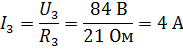 I₃ = U₃/R₃ = 84 В/21 Ом = 4 А